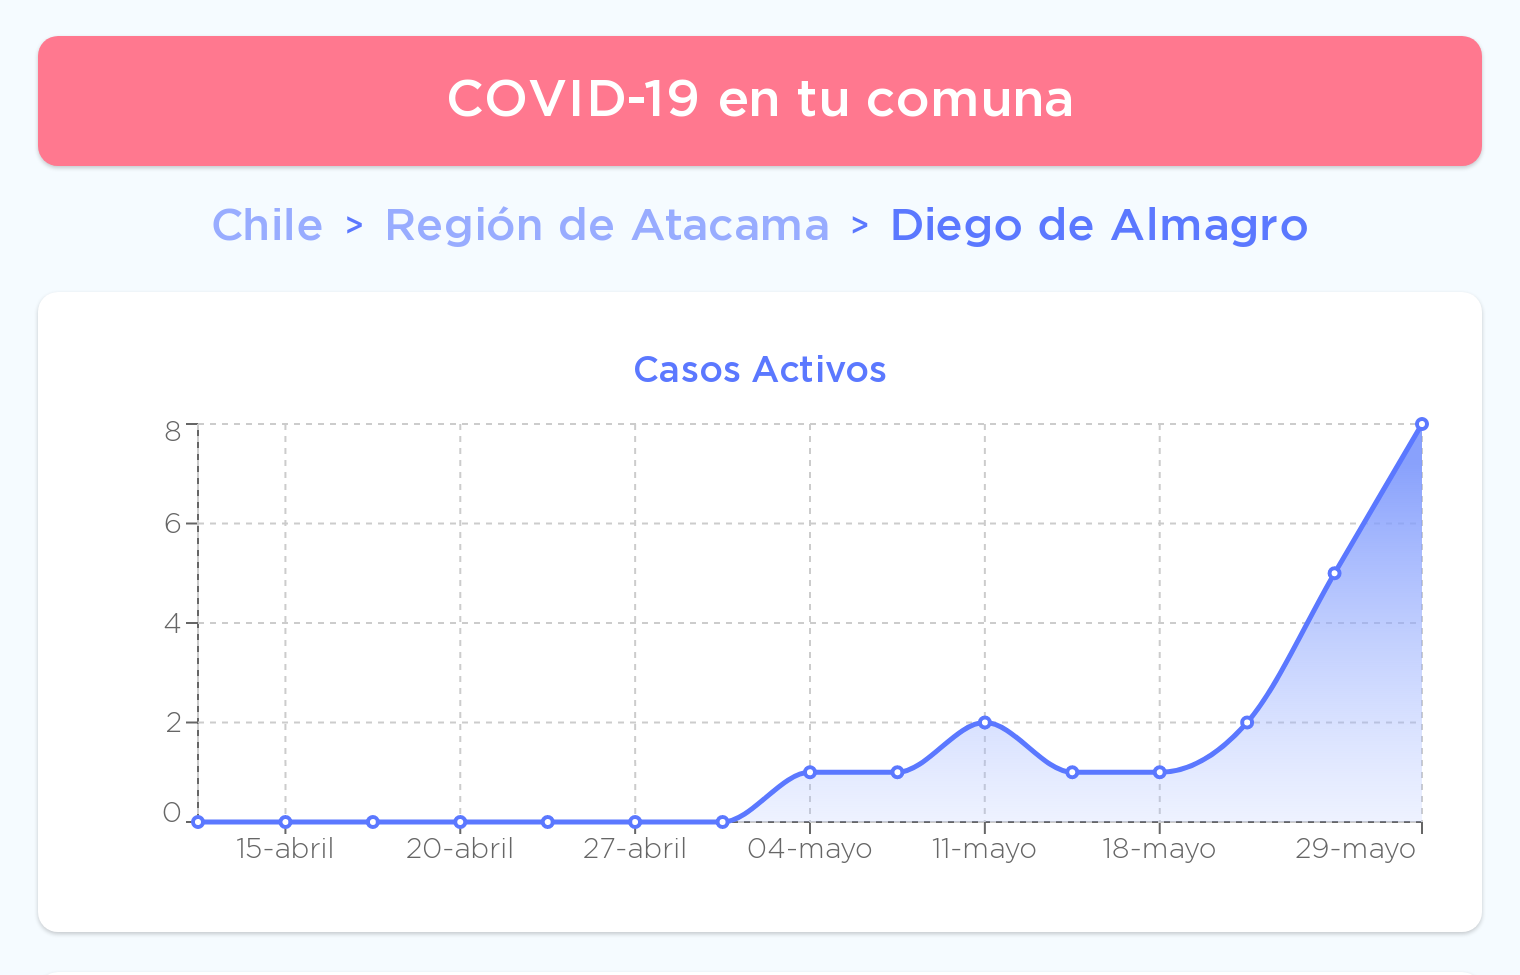 COVID-19 en tu comuna
Chile > Región de Atacama > Diego de Almagro
Casos Activos
8
6
4
2
0
15-abril 20-abril 27-abril 04-mayo 11-mayo 18-mayo 29-mayo